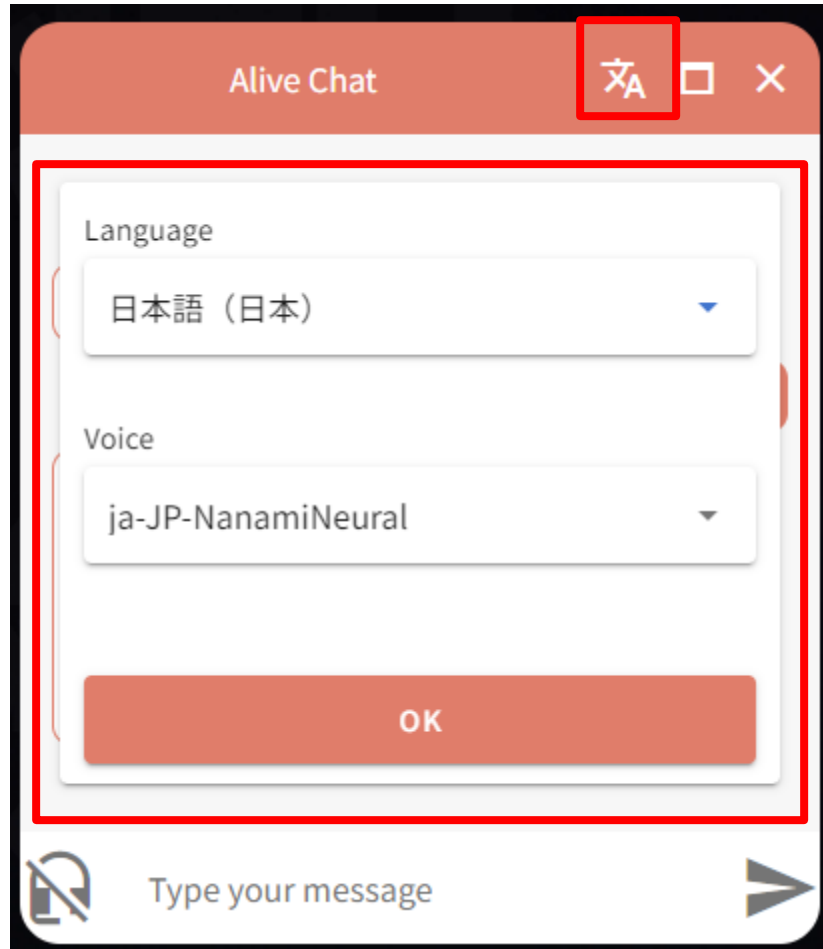 Alive Chat
Language
日本語（日本）
Voice
ja-JP-NanamiNeural
OK
Type your message